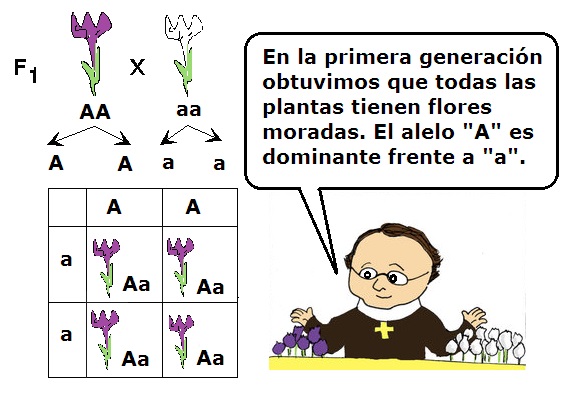 F1 X
AA aa
A A a a
A A
a Aa Aa
a Aa Aa
En la primera generación
obtuvimos que todas las
plantas tienen flores
moradas. El alelo "A" es
dominante frente a "a".